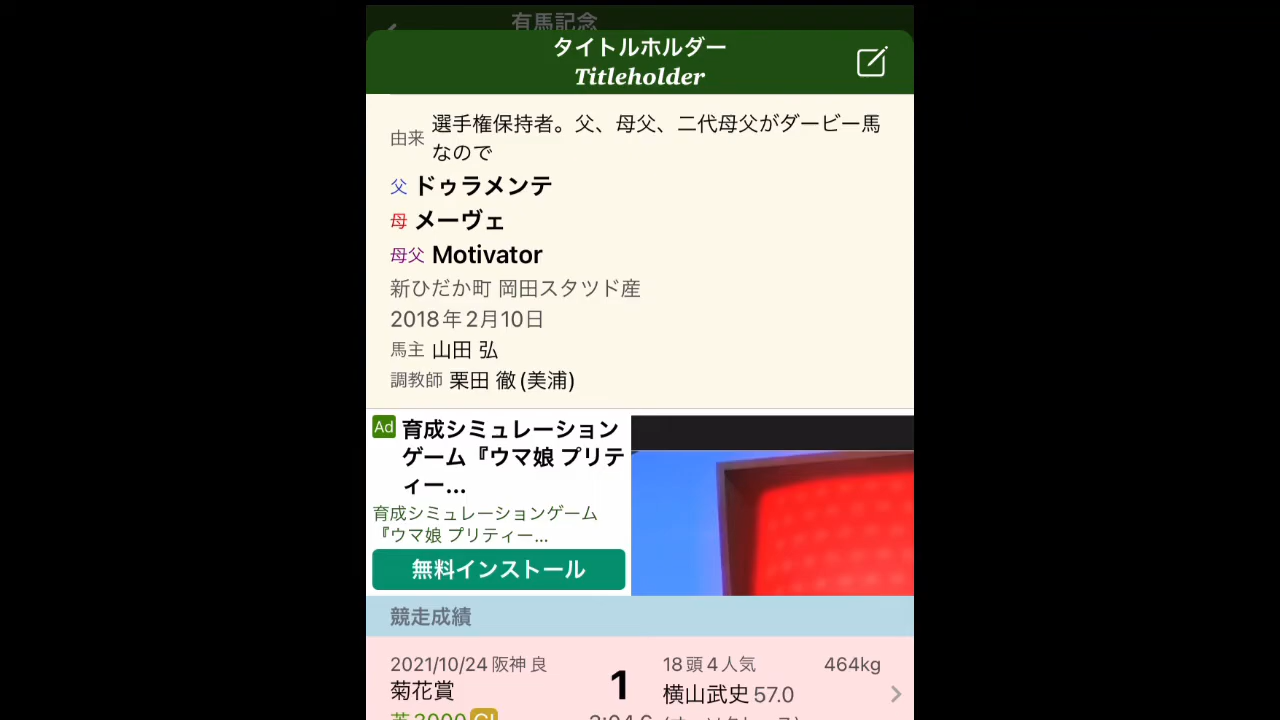 有馬記念
タイトルホルダー
Titleholder
由来 選手権保持者。父、母父、二代母父がダービー馬
なので
父 ドゥラメンテ
母 メーヴェ
母父 Motivator
新ひだか町 岡田スタツド産
2018年2月10日
馬主 山田 弘
調教師 栗田 徹(美浦)
Ad 育成シミュレーション
ゲーム『ウマ娘 プリテ
ィー...
育成シミュレーションゲーム
『ウマ娘 プリティー...
無料インストール
競走成績
2021/10/24 阪神 良
菊花賞
芝3000 GI
1
18頭4人気 464kg
横山武史 57.0